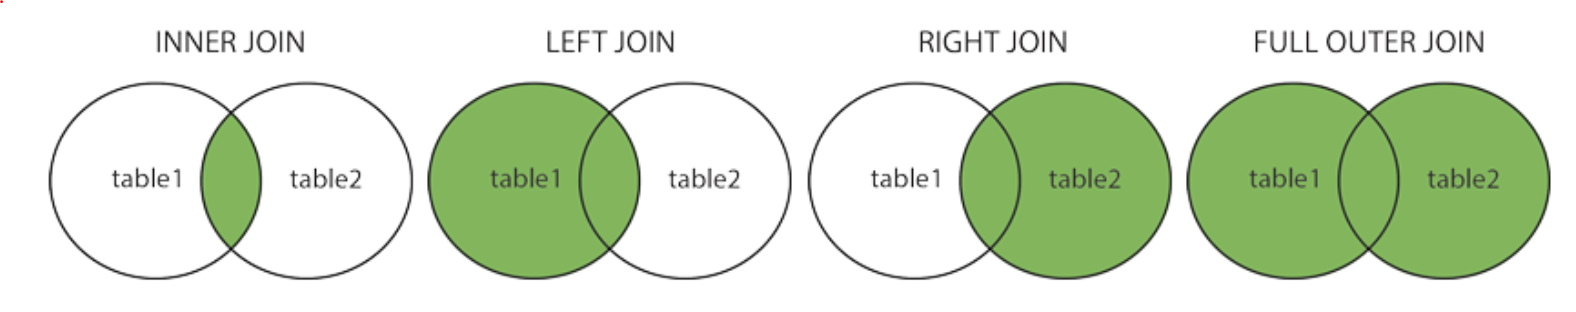 INNER JOIN
LEFT JOIN
RIGHT JOIN
FULL OUTER JOIN
table1
table2
table1
table2
table1
table2
table1
table2